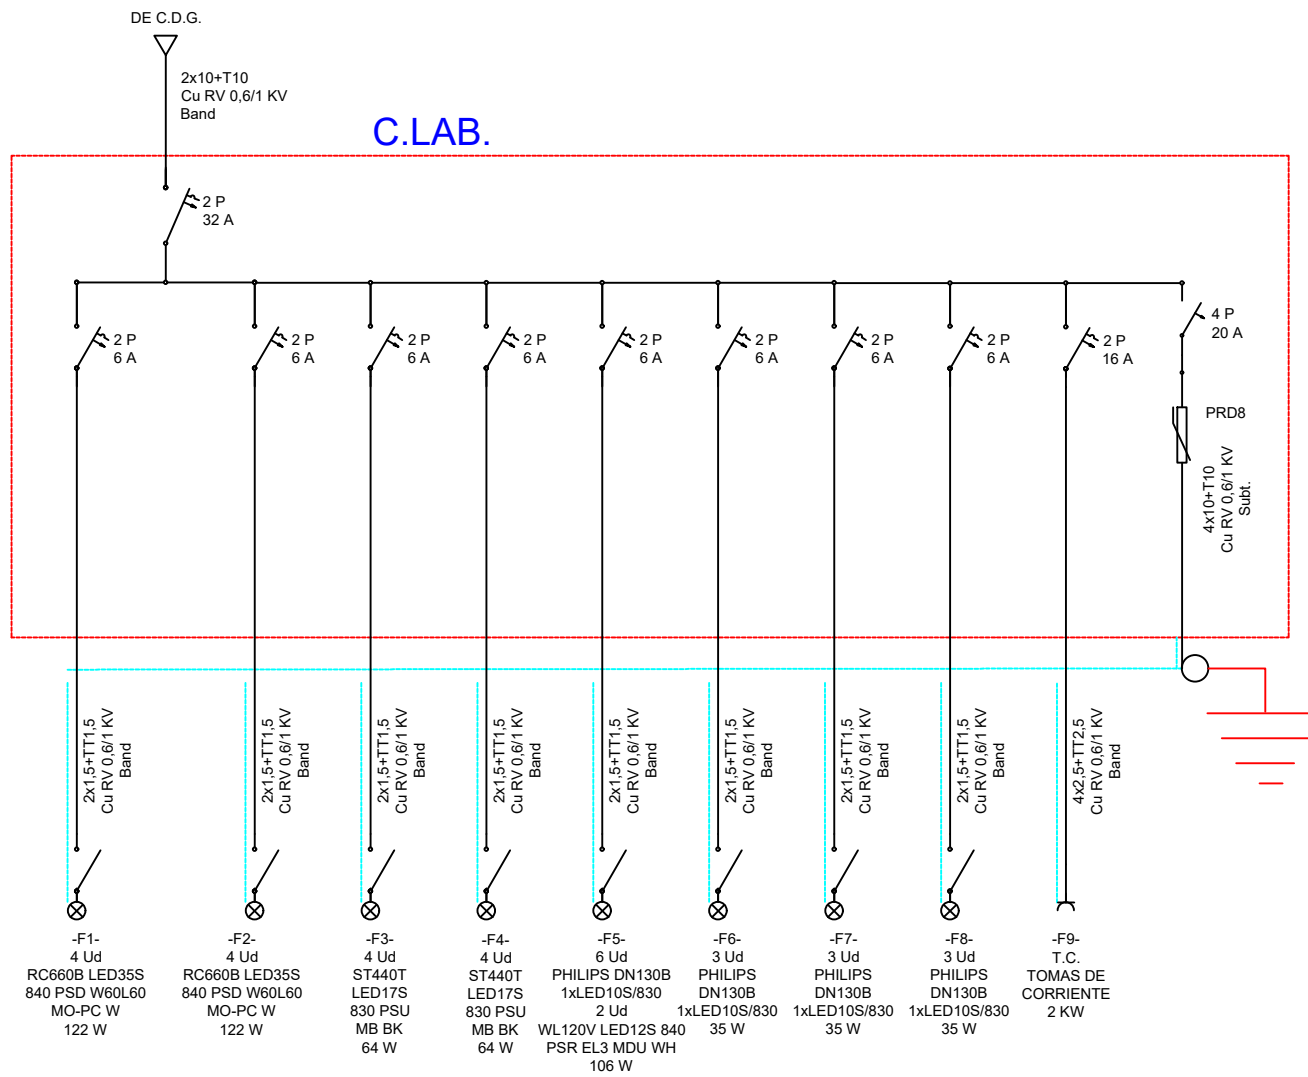 DE C.D.G.
2x10+T10
Cu RV 0,6/1 KV
Band
C.LAB.
2 P
32 A
2 P
6 A
2 P
6 A
2 P
6 A
2 P
6 A
2 P
6 A
2 P
6 A
2 P
6 A
2 P
6 A
2 P
16 A
4 P
20 A
PRD8
4x10+T10
Cu RV 0,6/1 KV
Subt.
2x1,5+TT1,5
Cu RV 0,6/1 KV
Band
2x1,5+TT1,5
Cu RV 0,6/1 KV
Band
2x1,5+TT1,5
Cu RV 0,6/1 KV
Band
2x1,5+TT1,5
Cu RV 0,6/1 KV
Band
2x1,5+TT1,5
Cu RV 0,6/1 KV
Band
2x1,5+TT1,5
Cu RV 0,6/1 KV
Band
2x1,5+TT1,5
Cu RV 0,6/1 KV
Band
2x1,5+TT1,5
Cu RV 0,6/1 KV
Band
4x2,5+TT2,5
Cu RV 0,6/1 KV
Band
-F1-
4 Ud
RC660B LED35S
840 PSD W60L60
MO-PC W
122 W
-F2-
4 Ud
RC660B LED35S
840 PSD W60L60
MO-PC W
122 W
-F3-
4 Ud
ST440T
LED17S
830 PSU
MB BK
64 W
-F4-
4 Ud
ST440T
LED17S
830 PSU
MB BK
64 W
-F5-
6 Ud
PHILIPS DN130B
1xLED10S/830
2 Ud
WL120V LED12S 840
PSR EL3 MDU WH
106 W
-F6-
3 Ud
PHILIPS
DN130B
1xLED10S/830
35 W
-F7-
3 Ud
PHILIPS
DN130B
1xLED10S/830
35 W
-F8-
3 Ud
PHILIPS
DN130B
1xLED10S/830
35 W
-F9-
T.C.
TOMAS DE
CORRIENTE
2 KW